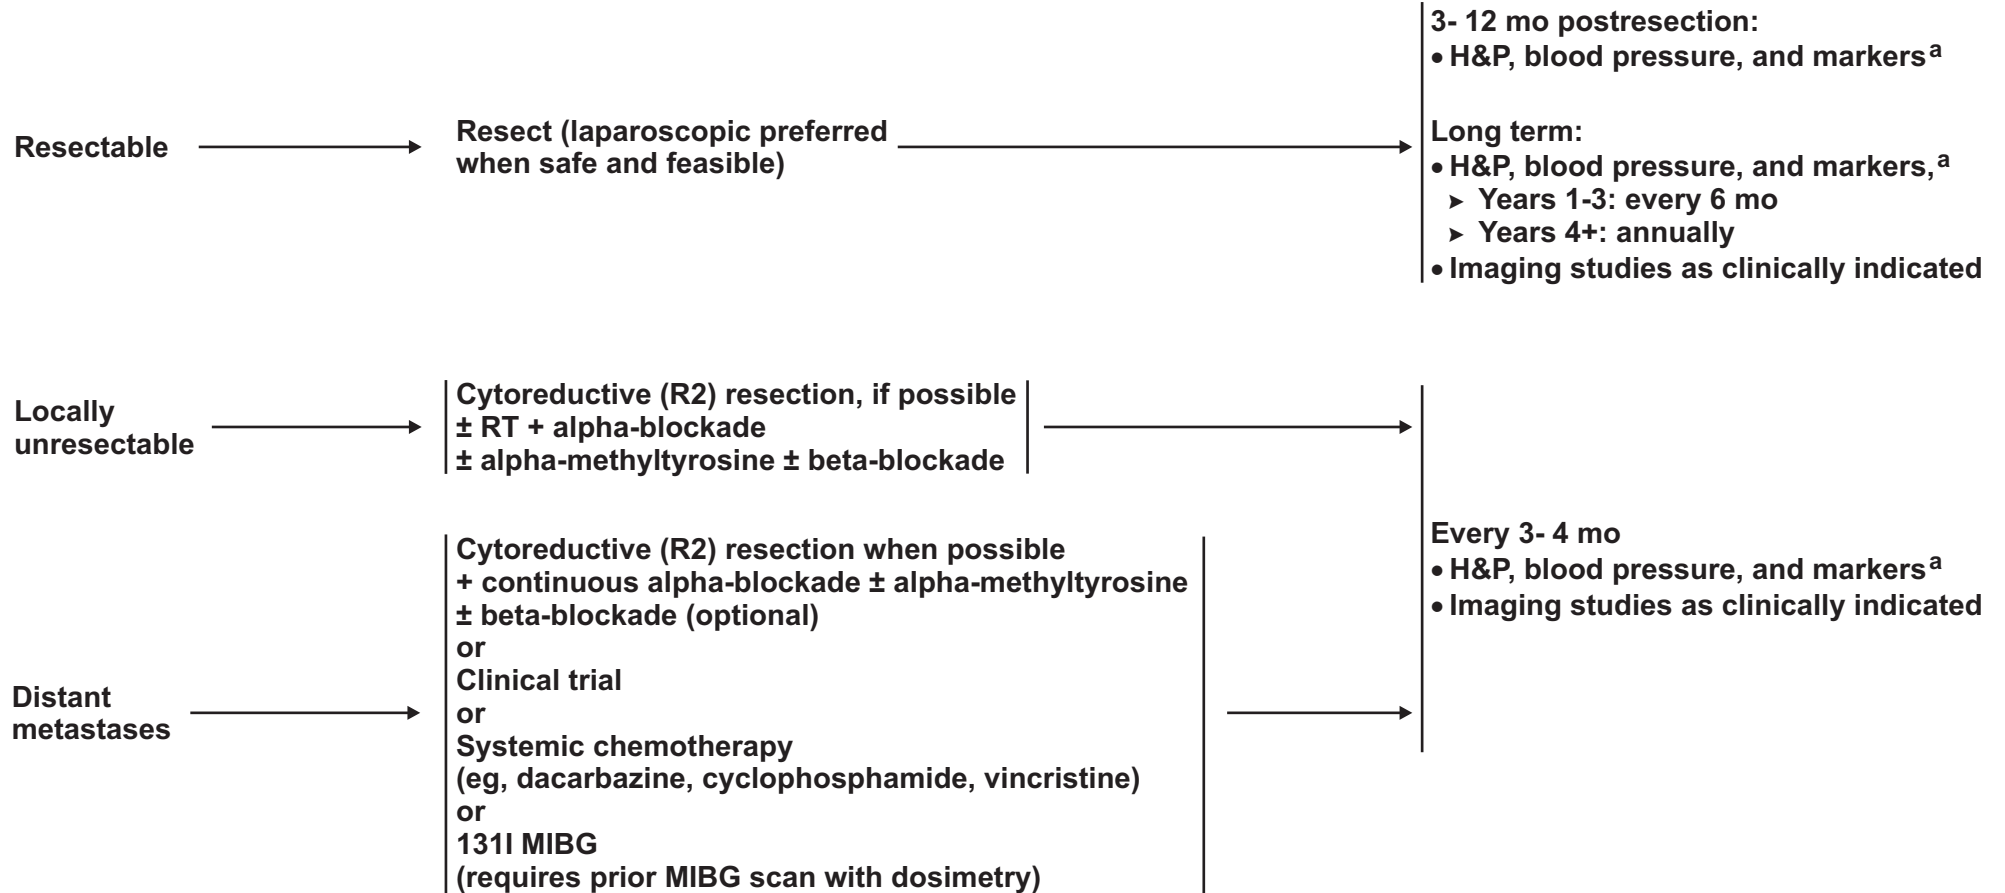 Resectable
Resect (laparoscopic preferred
when safe and feasible)
3- 12 mo postresection:
• H&P, blood pressure, and markers a
Long term:
• H&P, blood pressure, and markers, a
➤ Years 1-3: every 6 mo
➤ Years 4+: annually
• Imaging studies as clinically indicated
Locally
unresectable
Cytoreductive (R2) resection, if possible
± RT + alpha-blockade
± alpha-methyltyrosine ± beta-blockade
Distant
metastases
Cytoreductive (R2) resection when possible
+ continuous alpha-blockade ± alpha-methyltyrosine
± beta-blockade (optional)
or
Clinical trial
or
Systemic chemotherapy
(eg, dacarbazine, cyclophosphamide, vincristine)
or
131I MIBG
(requires prior MIBG scan with dosimetry)
Every 3- 4 mo
• H&P, blood pressure, and markers a
• Imaging studies as clinically indicated